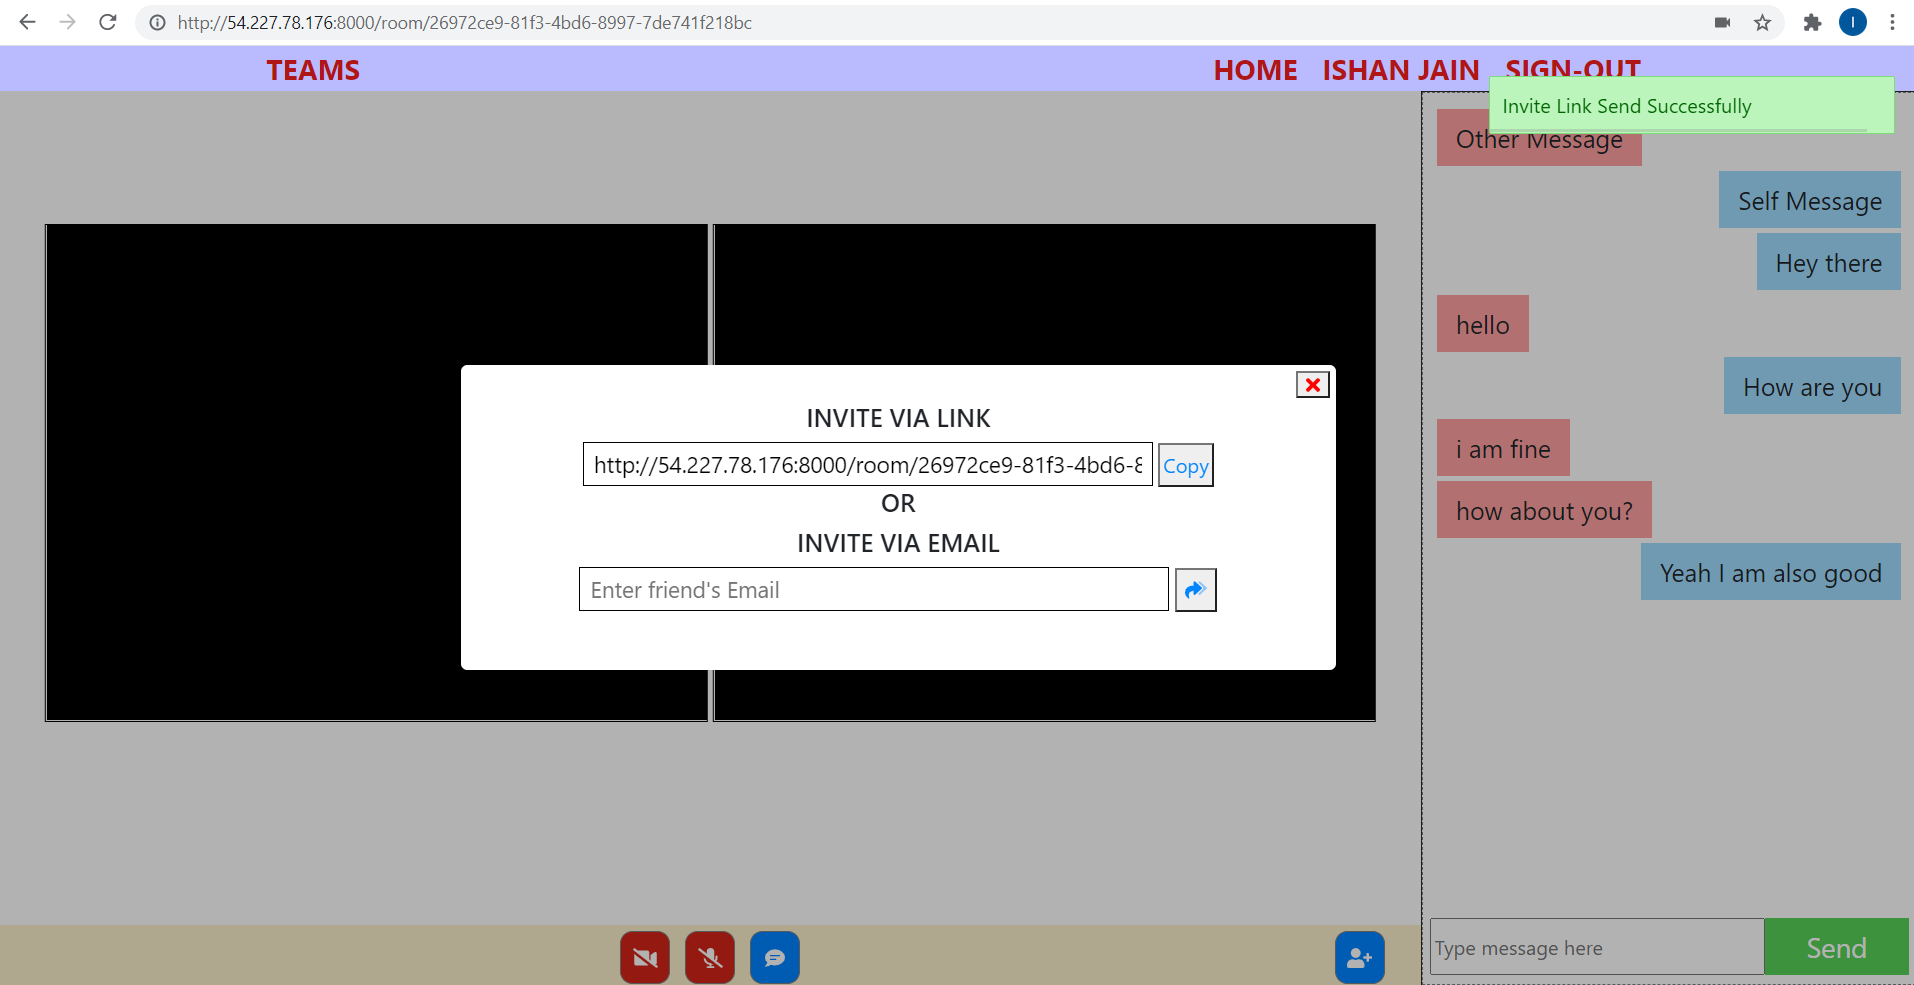 http://54.227.78.176:8000/room/26972ce9-81f3-4bd6-8997-7de741f218bc
I
TEAMS
HOME ISHAN JAIN SIGN-OUT
Invite Link Send Successfully
Other Message
Self Message
Hey there
hello
How are you
i am fine
how about you?
Yeah I am also good
INVITE VIA LINK
http://54.227.78.176:8000/room/26972ce9-81f3-4bd6-8
Copy
OR
INVITE VIA EMAIL
Enter friend's Email
Type message here
Send